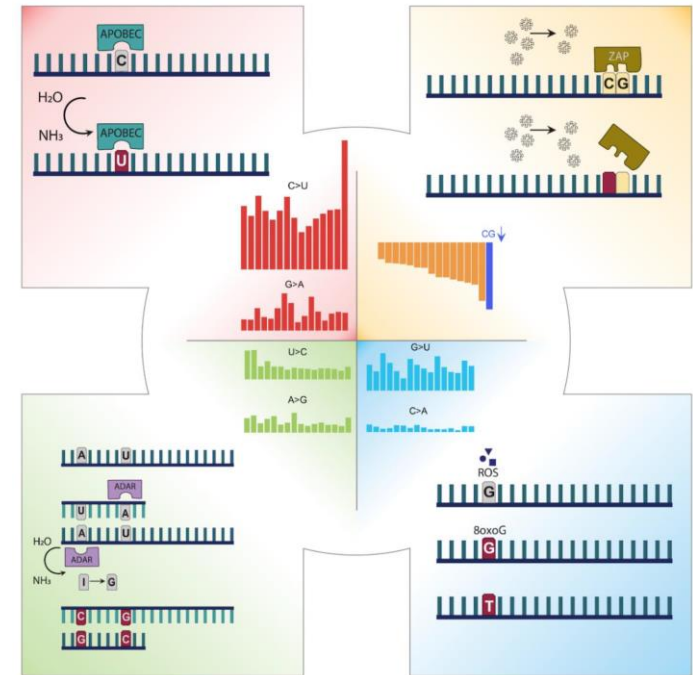 APOBEC
C
H₂O
NH₃
APOBEC
U
ZAP
C G
C>U
G>A
CG
U>C
A>G
G>U
C>A
A U
ADAR
U A
A U
H₂O
ADAR
NH₃
I G
C G
G C
ROS
G
8oxoG
G
T